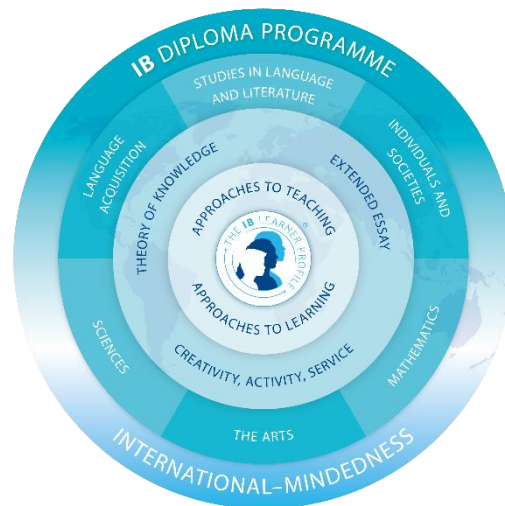 IB DIPLOMA PROGRAMME
STUDIES IN LANGUAGE
AND LITERATURE
LANGUAGE
ACQUISITION
INDIVIDUALS AND
SOCIETIES
THEORY OF KNOWLEDGE
EXTENDED ESSAY
APPROACHES TO TEACHING
THE IB LEARNER PROFILE
©
APPROACHES TO LEARNING
CREATIVITY, ACTIVITY, SERVICE
SCIENCES
MATHEMATICS
THE ARTS
INTERNATIONAL–MINDEDNESS